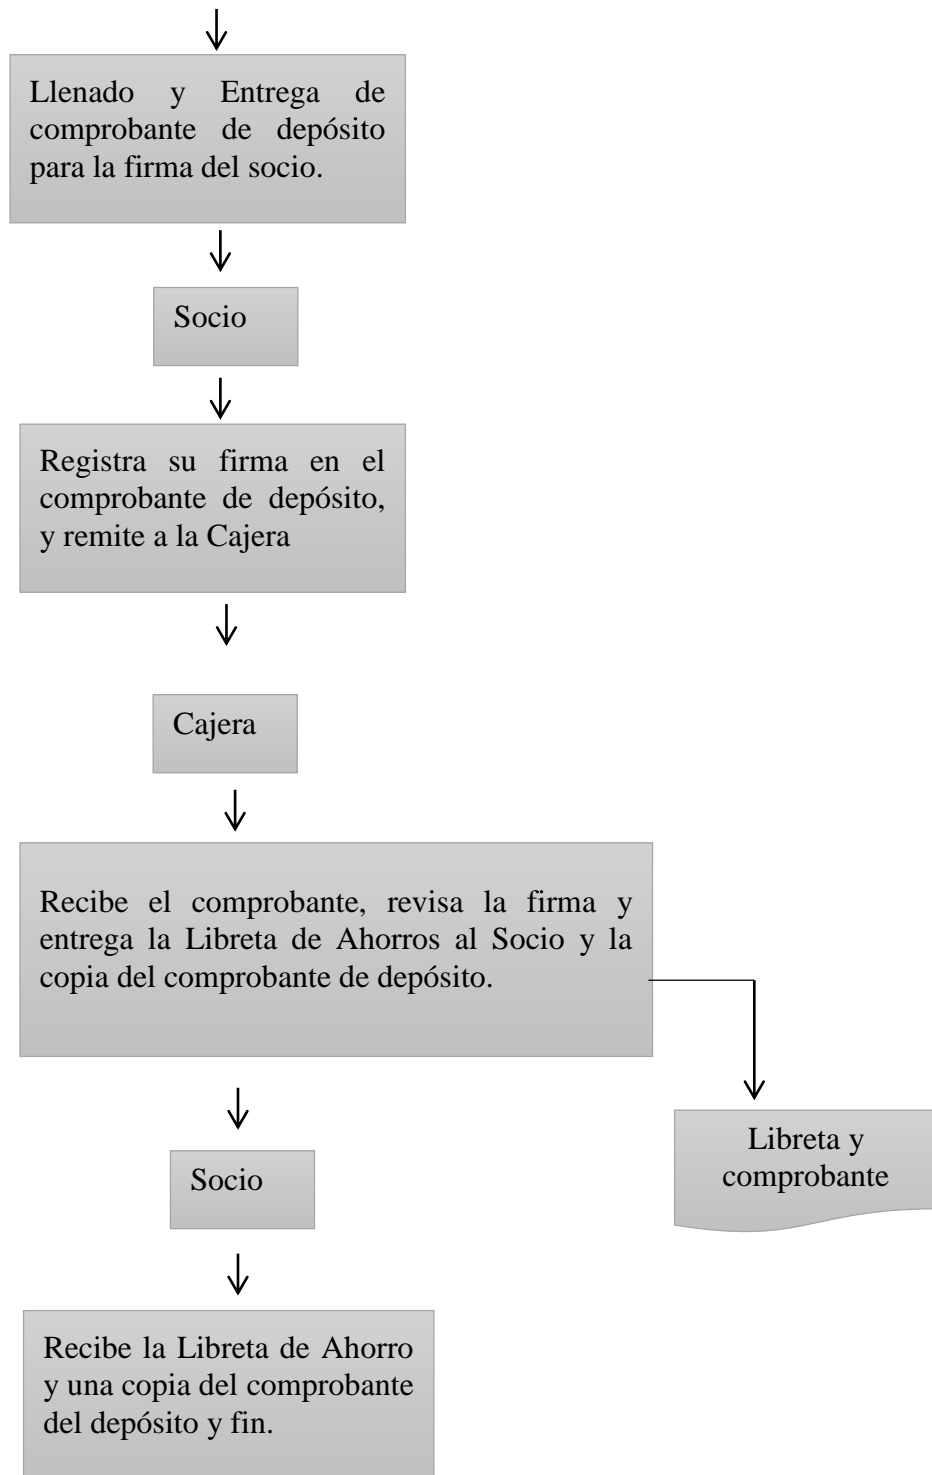 Llenado y Entrega de
comprobante de depósito
para la firma del socio.
Socio
Registra su firma en el
comprobante de depósito,
y remite a la Cajera
Cajera
Recibe el comprobante, revisa la firma y
entrega la Libreta de Ahorros al Socio y la
copia del comprobante de depósito.
Libreta y
comprobante
Socio
Recibe la Libreta de Ahorro
y una copia del comprobante
del depósito y fin.